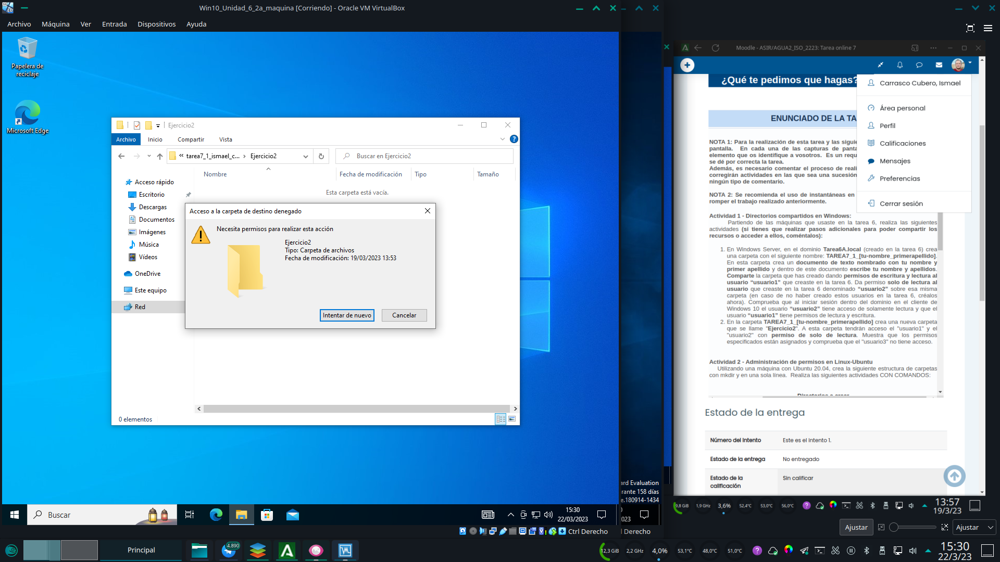 Win10_Unidad_6_2a_maquina [Corriendo] - Oracle VM VirtualBox
Archivo Máquina Ver Entrada Dispositivos Ayuda
Papelera de
reciclaje
Microsoft Edge
Ejercicio2
Archivo Inicio Compartir Vista
« tarea7_1_ismael_c... › Ejercicio2
Buscar en Ejercicio2
Nombre Fecha de modificación Tipo Tamaño
Esta carpeta está vacía.
Acceso rápido
Escritorio
Descargas
Documentos
Imágenes
Música
Vídeos
OneDrive
Este equipo
Red
Acceso a la carpeta de destino denegado
Necesita permisos para realizar esta acción
Ejercicio2
Tipo: Carpeta de archivos
Fecha de modificación: 19/03/2023 13:53
Intentar de nuevo
Cancelar
0 elementos
Buscar
15:30
22/03/2023
Ctrl Derecho
ard Evaluation
rante 158 días
e.180914-1434
2023
l Derecho
Moodle - ASIR/AGUA2_ISO_2223: Tarea online 7
¿Qué te pedimos que hagas?
Carrasco Cubero, Ismael
Área personal
Perfil
Calificaciones
Mensajes
Preferencias
Cerrar sesión
ENUNCIADO DE LA TA
NOTA 1: Para la realización de esta tarea y las siguie
pantalla. En cada una de las capturas de panta
elemento que os identifique a vosotros. Es un requ
se dé por correcta la tarea.
Además, es necesario comentar el proceso de reali
corregirán actividades en las que sea una sucesión
ningún tipo de comentario.
NOTA 2: Se recomienda el uso de instantáneas en
romper el trabajo realizado anteriormente.
Actividad 1 - Directorios compartidos en Windows:
Partiendo de las máquinas que usaste en la tarea 6, realiza las siguientes
actividades (si tienes que realizar pasos adicionales para poder compartir los
recursos o acceder a ellos, coméntalos):
1. En Windows Server, en el dominio Tarea6A.local (creado en la tarea 6) crea
una carpeta con el siguiente nombre: TAREA7_1_[tu-nombre_primerapellido].
En esta carpeta crea un documento de texto nombrado con tu nombre y
primer apellido y dentro de este documento escribe tu nombre y apellidos.
Comparte la carpeta que has creado dando permisos de escritura y lectura al
usuario “usuario1” que creaste en la tarea 6. Da permiso solo de lectura al
usuario que creaste en la tarea 6 denominado “usuario2” sobre esa misma
carpeta (en caso de no haber creado estos usuarios en la tarea 6, créalos
ahora). Comprueba que al iniciar sesión dentro del dominio en el cliente de
Windows 10 el usuario “usuario2” tiene acceso de solamente lectura y que el
usuario “usuario1” tiene permisos de lectura y escritura.
2. En la carpeta TAREA7_1_[tu-nombre_primerapellido] crea una nueva carpeta
que se llame "Ejercicio2". A esta carpeta tendrán acceso el "usuario1" y el
"usuario2" con permiso de solo de lectura. Muestra que los permisos
especificados están asignados y comprueba que el "usuario3" no tiene acceso.
Actividad 2 - Administración de permisos en Linux-Ubuntu
Utilizando una máquina con Ubuntu 20.04, crea la siguiente estructura de carpetas
con mkdir y en una sola línea. Realiza las siguientes actividades CON COMANDOS:
Directorios a crear
Estado de la entrega
Número del intento Este es el intento 1.
Estado de la entrega No entregado
Estado de la
calificación
Sin calificar
9,8 GiB 1,9 GHz 3,6% 52,4°C 53,0°C 56,0°C
13:57
19/3/23
Ajustar
Ajustar
Principal
4.890
12,3 GiB 2,2 GHz 4,0% 53,1°C 48,0°C 51,0°C
15:30
22/3/23